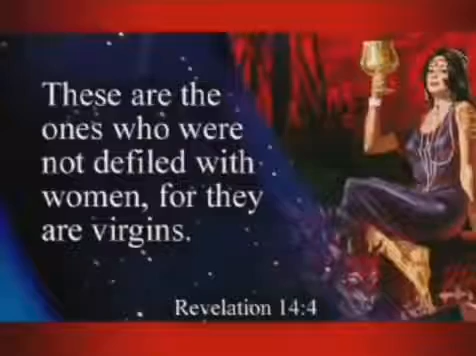 These are the
ones who were
not defiled with
women, for they
are virgins.
Revelation 14:4